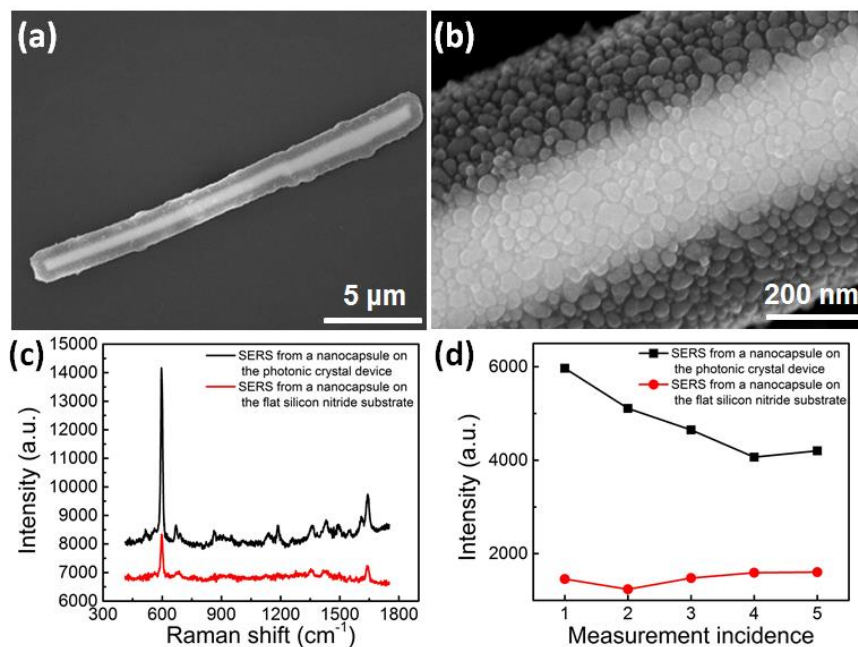 (a)
5 μm
(b)
200 nm
(c)
SERS from a nanocapsule on
the photonic crystal device
SERS from a nanocapsule on
the flat silicon nitride substrate
15000
14000
13000
12000
11000
10000
9000
8000
7000
6000
Intensity (a.u.)
300 600 900 1200 1500 1800
Raman shift (cm⁻¹)
(d)
SERS from a nanocapsule on
the photonic crystal device
SERS from a nanocapsule on
the flat silicon nitride substrate
6000
4000
2000
Intensity (a.u.)
1 2 3 4 5
Measurement incidence